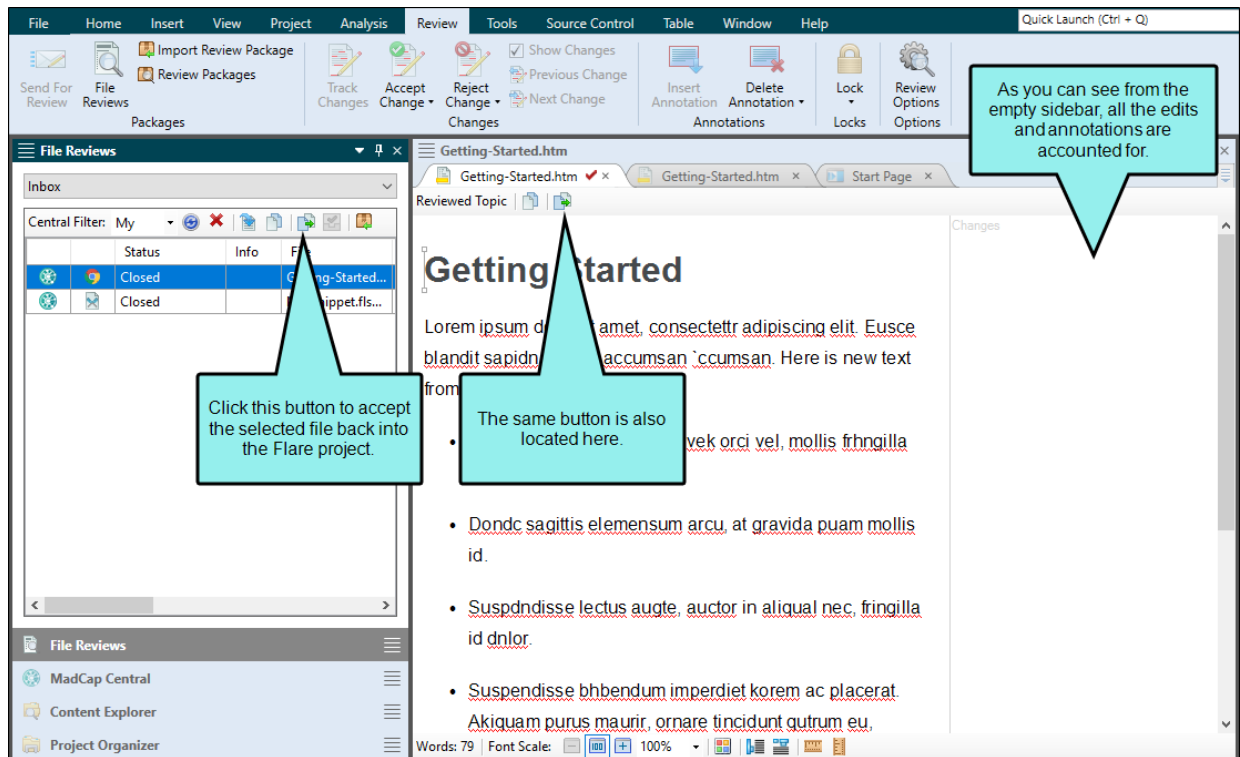 File Home Insert View Project Analysis Review Tools Source Control Table Window Help Quick Launch (Ctrl + Q)
Import Review Package
Review Packages
Send For Review
File Reviews
Packages
Track Changes
Accept Change
Reject Change
Show Changes
Previous Change
Next Change
Changes
Insert Annotation
Delete Annotation
Annotations
Lock
Locks
Review Options
Options
As you can see from the
empty sidebar, all the edits
and annotations are
accounted for.
File Reviews
Inbox
Central Filter: My
Status Info
Closed
Getting-Started...
Closed
Click this button to accept
the selected file back into
the Flare project.
File Reviews
MadCap Central
Content Explorer
Project Organizer
Getting-Started.htm
Getting-Started.htm Getting-Started.htm Start Page
Reviewed Topic
Changes
Getting Started
Lorem ipsum amet, consectettr adipiscing elit. Eusce
blandit sapidn accumsan `ccumsan. Here is new text
from
The same button is also
located here.
vek orci vel, mollis frhngilla
• Dondc sagittis elemensum arcu, at gravida puam mollis
id.
• Suspdndisse lectus augte, auctor in aliqual nec, fringilla
id dnlor.
• Suspendisse bhbendum imperdiet korem ac placerat.
Akiquam purus maurir, ornare tincidunt qutrum eu,
Words: 79 Font Scale: 100 100%